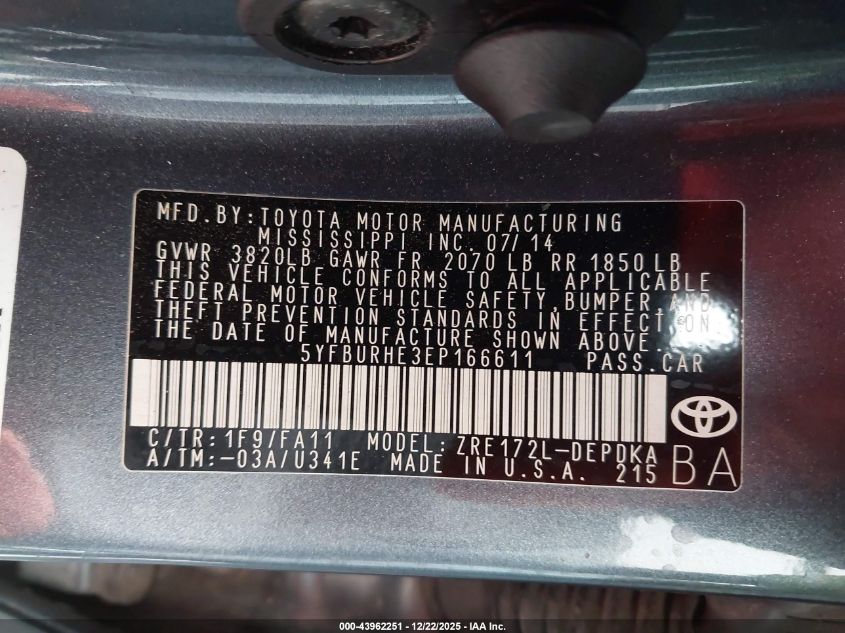 MFD.BY:TOYOTA MOTOR MANUFACTURING
MISSISSIPPI INC. 07/14
GVWR 3820LB GAWR FR. 2070 LB RR 1850 LB
THIS VEHICLE CONFORMS TO ALL APPLICABLE
FEDERAL MOTOR VEHICLE SAFETY, BUMPER AND
THEFT PREVENTION STANDARDS IN EFFECT ON
THE DATE OF MANUFACTURE SHOWN ABOVE.
5YFBURHE3EP166611 PASS.CAR
C/TR: 1F9/FA11 MODEL: ZRE172L-DEPDKA
A/TM:-03A/U341E MADE IN U.S.A. 215
BA
000-43962251 - 12/22/2025 - IAA Inc.